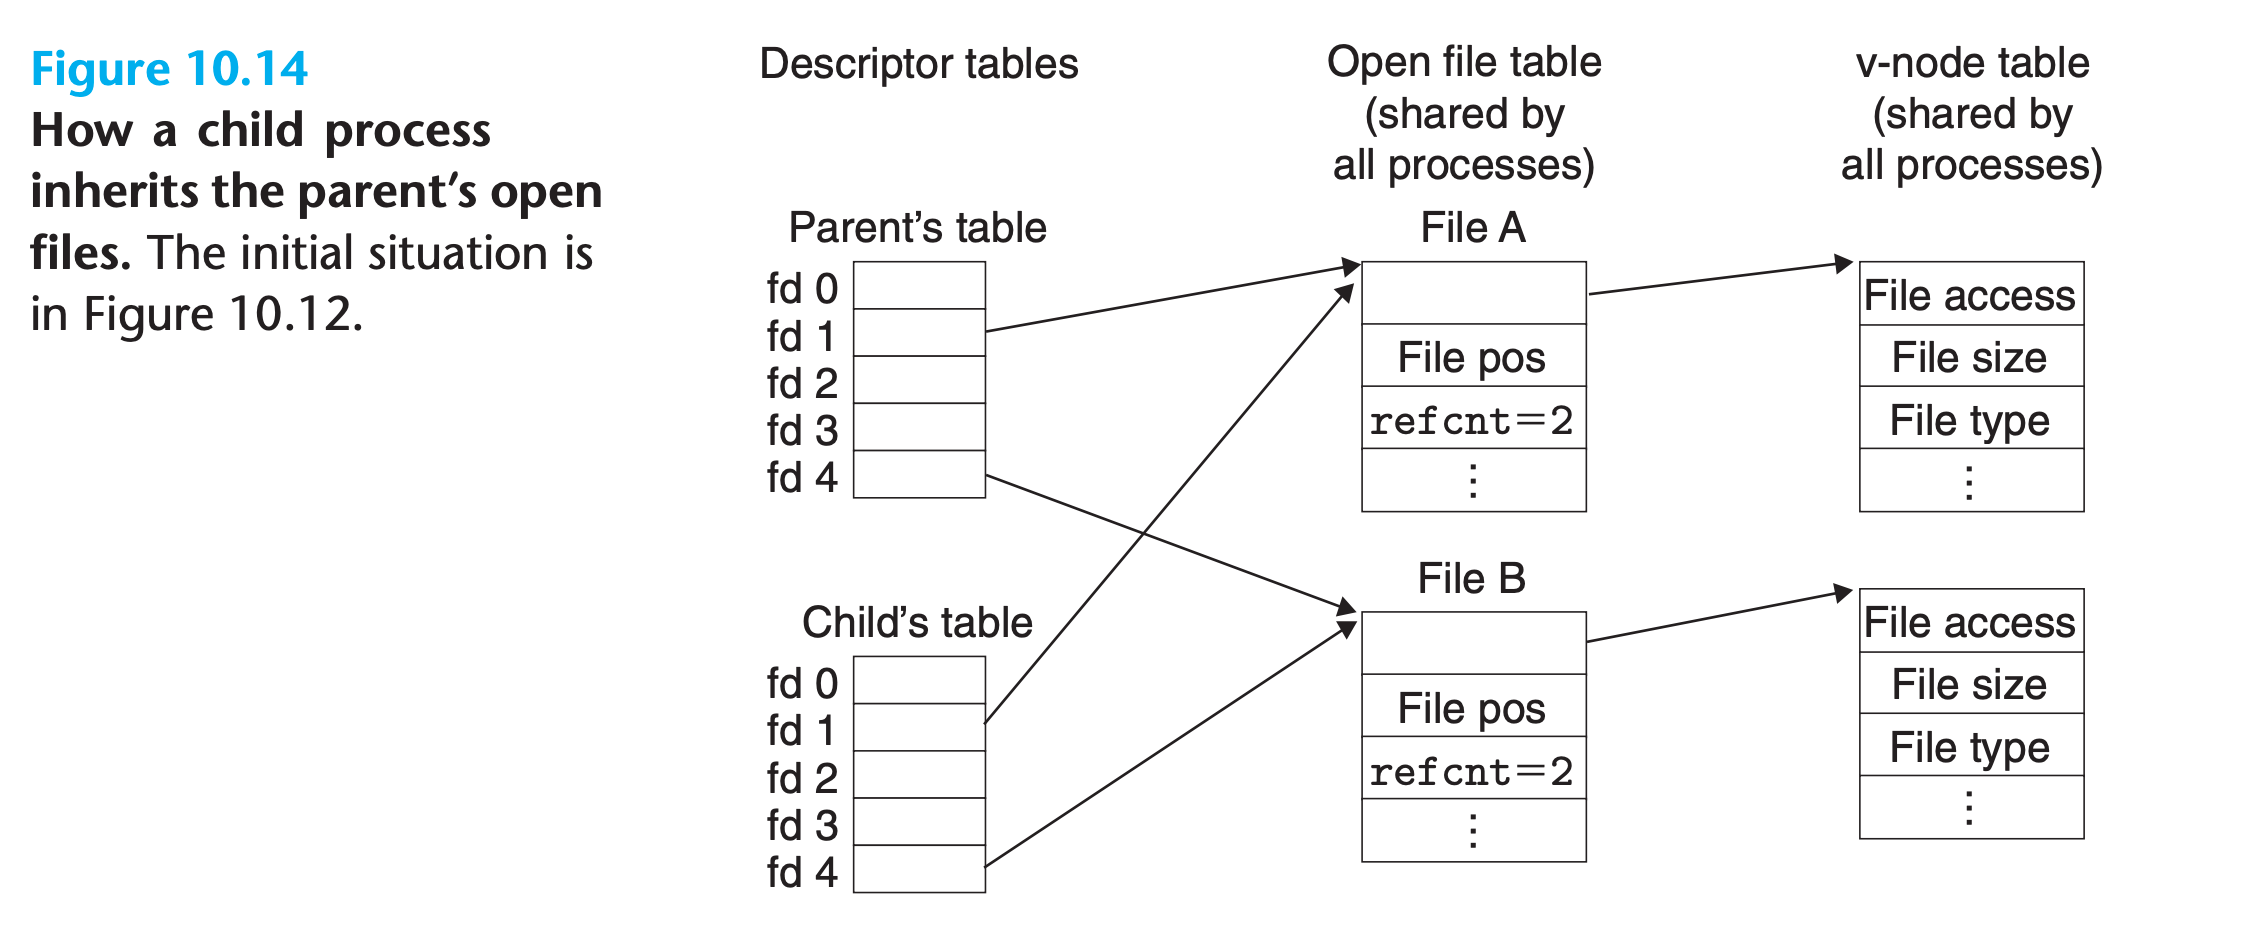 Figure 10.14
How a child process
inherits the parent’s open
files. The initial situation is
in Figure 10.12.
Descriptor tables
Open file table
(shared by
all processes)
v-node table
(shared by
all processes)
Parent’s table
fd 0
fd 1
fd 2
fd 3
fd 4
File A
File pos
refcnt=2
⋮
File access
File size
File type
⋮
Child’s table
fd 0
fd 1
fd 2
fd 3
fd 4
File B
File pos
refcnt=2
⋮
File access
File size
File type
⋮